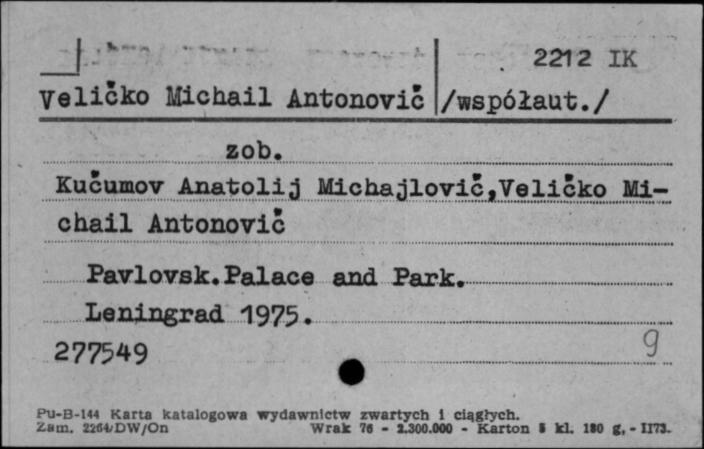 2212 IK
Veličko Michail Antonovič /współaut./
zob.
Kučumov Anatolij Michajlovič,Veličko Mi-
chail Antonovič
Pavlovsk.Palace and Park.
Leningrad 1975.
277549 9
Pu-B-144 Karta katalogowa wydawnictw zwartych i ciągłych.
Zam. 2264/DW/On Wrak 76 - 2.300.000 - Karton kl. 180 g. - II73.